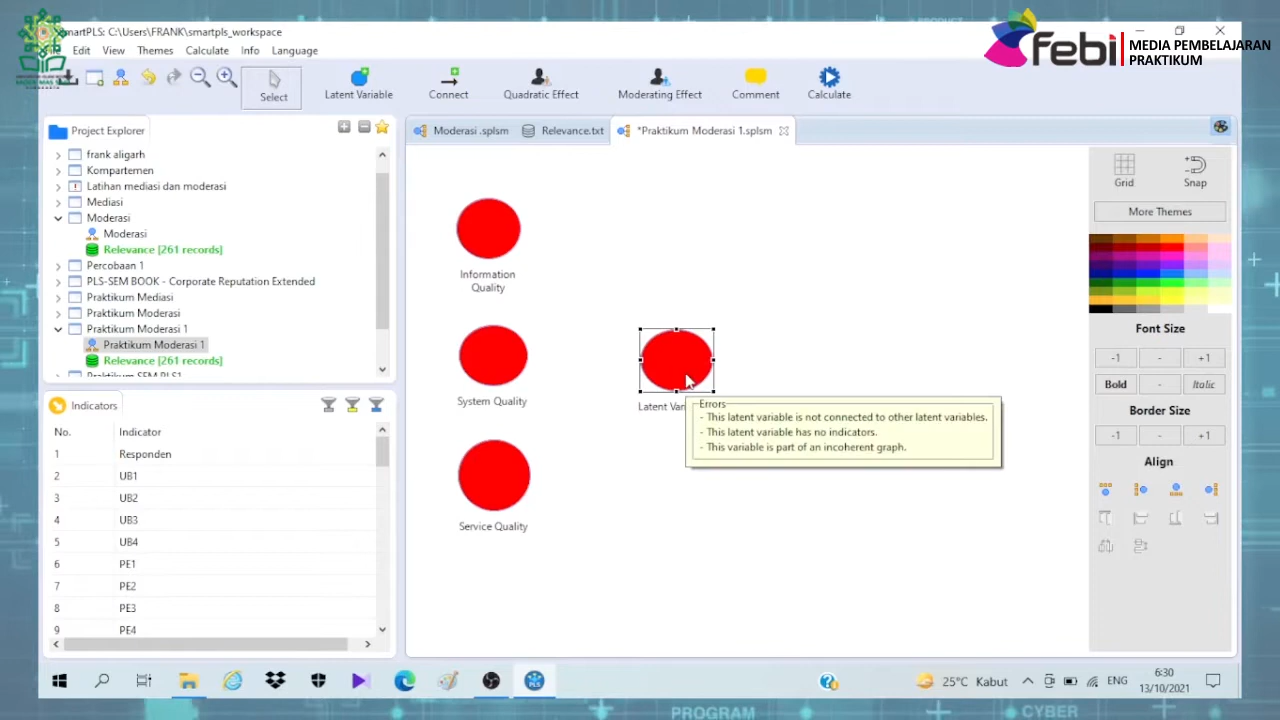 SmartPLS: C:\Users\FRANK\smartpls_workspace
febi
MEDIA PEMBELAJARAN
PRAKTIKUM
Edit View Themes Calculate Info Language
Select
Latent Variable
Connect
Quadratic Effect
Moderating Effect
Comment
Calculate
Project Explorer
frank aligarh
Kompartemen
Latihan mediasi dan moderasi
Mediasi
Moderasi
Moderasi
Relevance [261 records]
Percobaan 1
PLS-SEM BOOK - Corporate Reputation Extended
Praktikum Mediasi
Praktikum Moderasi
Praktikum Moderasi 1
Praktikum Moderasi 1
Relevance [261 records]
Praktikum SEM PLS1
Indicators
No. Indicator
1 Responden
2 UB1
3 UB2
4 UB3
5 UB4
6 PE1
7 PE2
8 PE3
9 PE4
Moderasi .splsm
Relevance.txt
*Praktikum Moderasi 1.splsm
Information
Quality
System Quality
Service Quality
Latent Var
Errors
- This latent variable is not connected to other latent variables.
- This latent variable has no indicators.
- This variable is part of an incoherent graph.
Grid Snap
More Themes
Font Size
-1 - +1
Bold - Italic
Border Size
-1 - +1
Align
PLS
25°C Kabut
ENG
6:30
13/10/2021
PROGRAM
CYBER